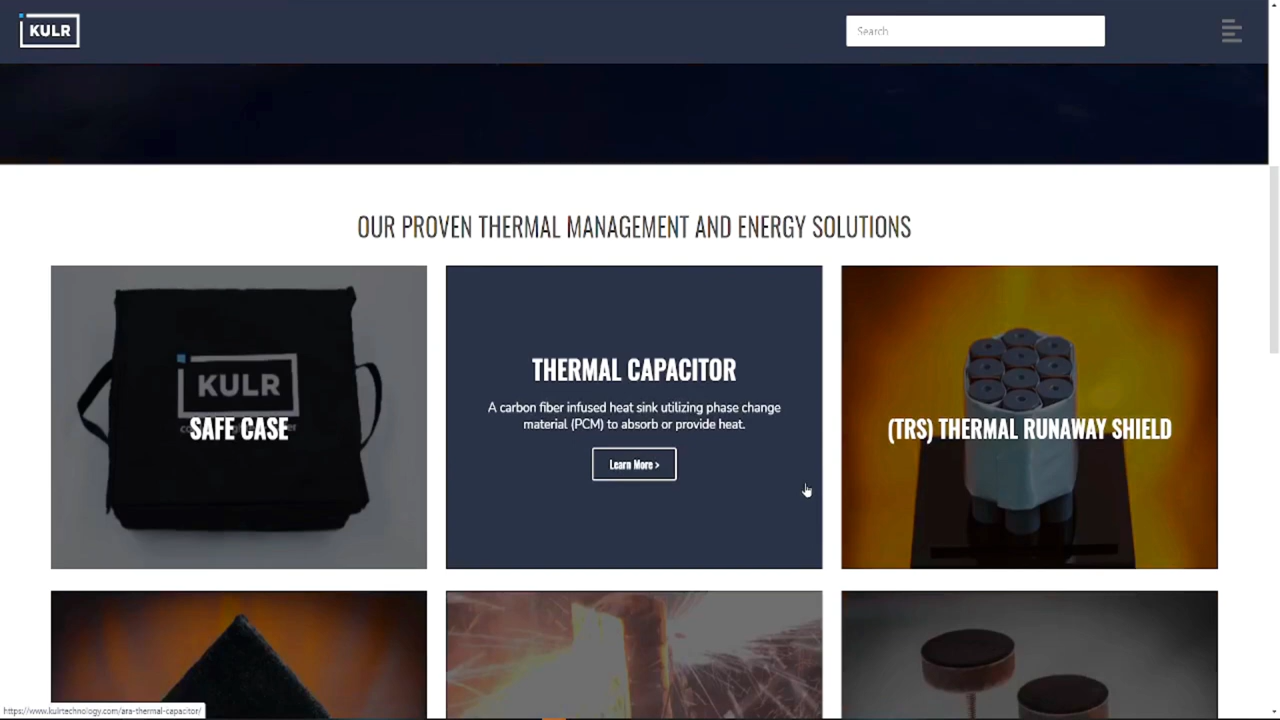 KULR
Search
OUR PROVEN THERMAL MANAGEMENT AND ENERGY SOLUTIONS
KULR
SAFE CASE
THERMAL CAPACITOR
A carbon fiber infused heat sink utilizing phase change
material (PCM) to absorb or provide heat.
Learn More >
(TRS) THERMAL RUNAWAY SHIELD
https://www.kulrtechnology.com/ara-thermal-capacitor/